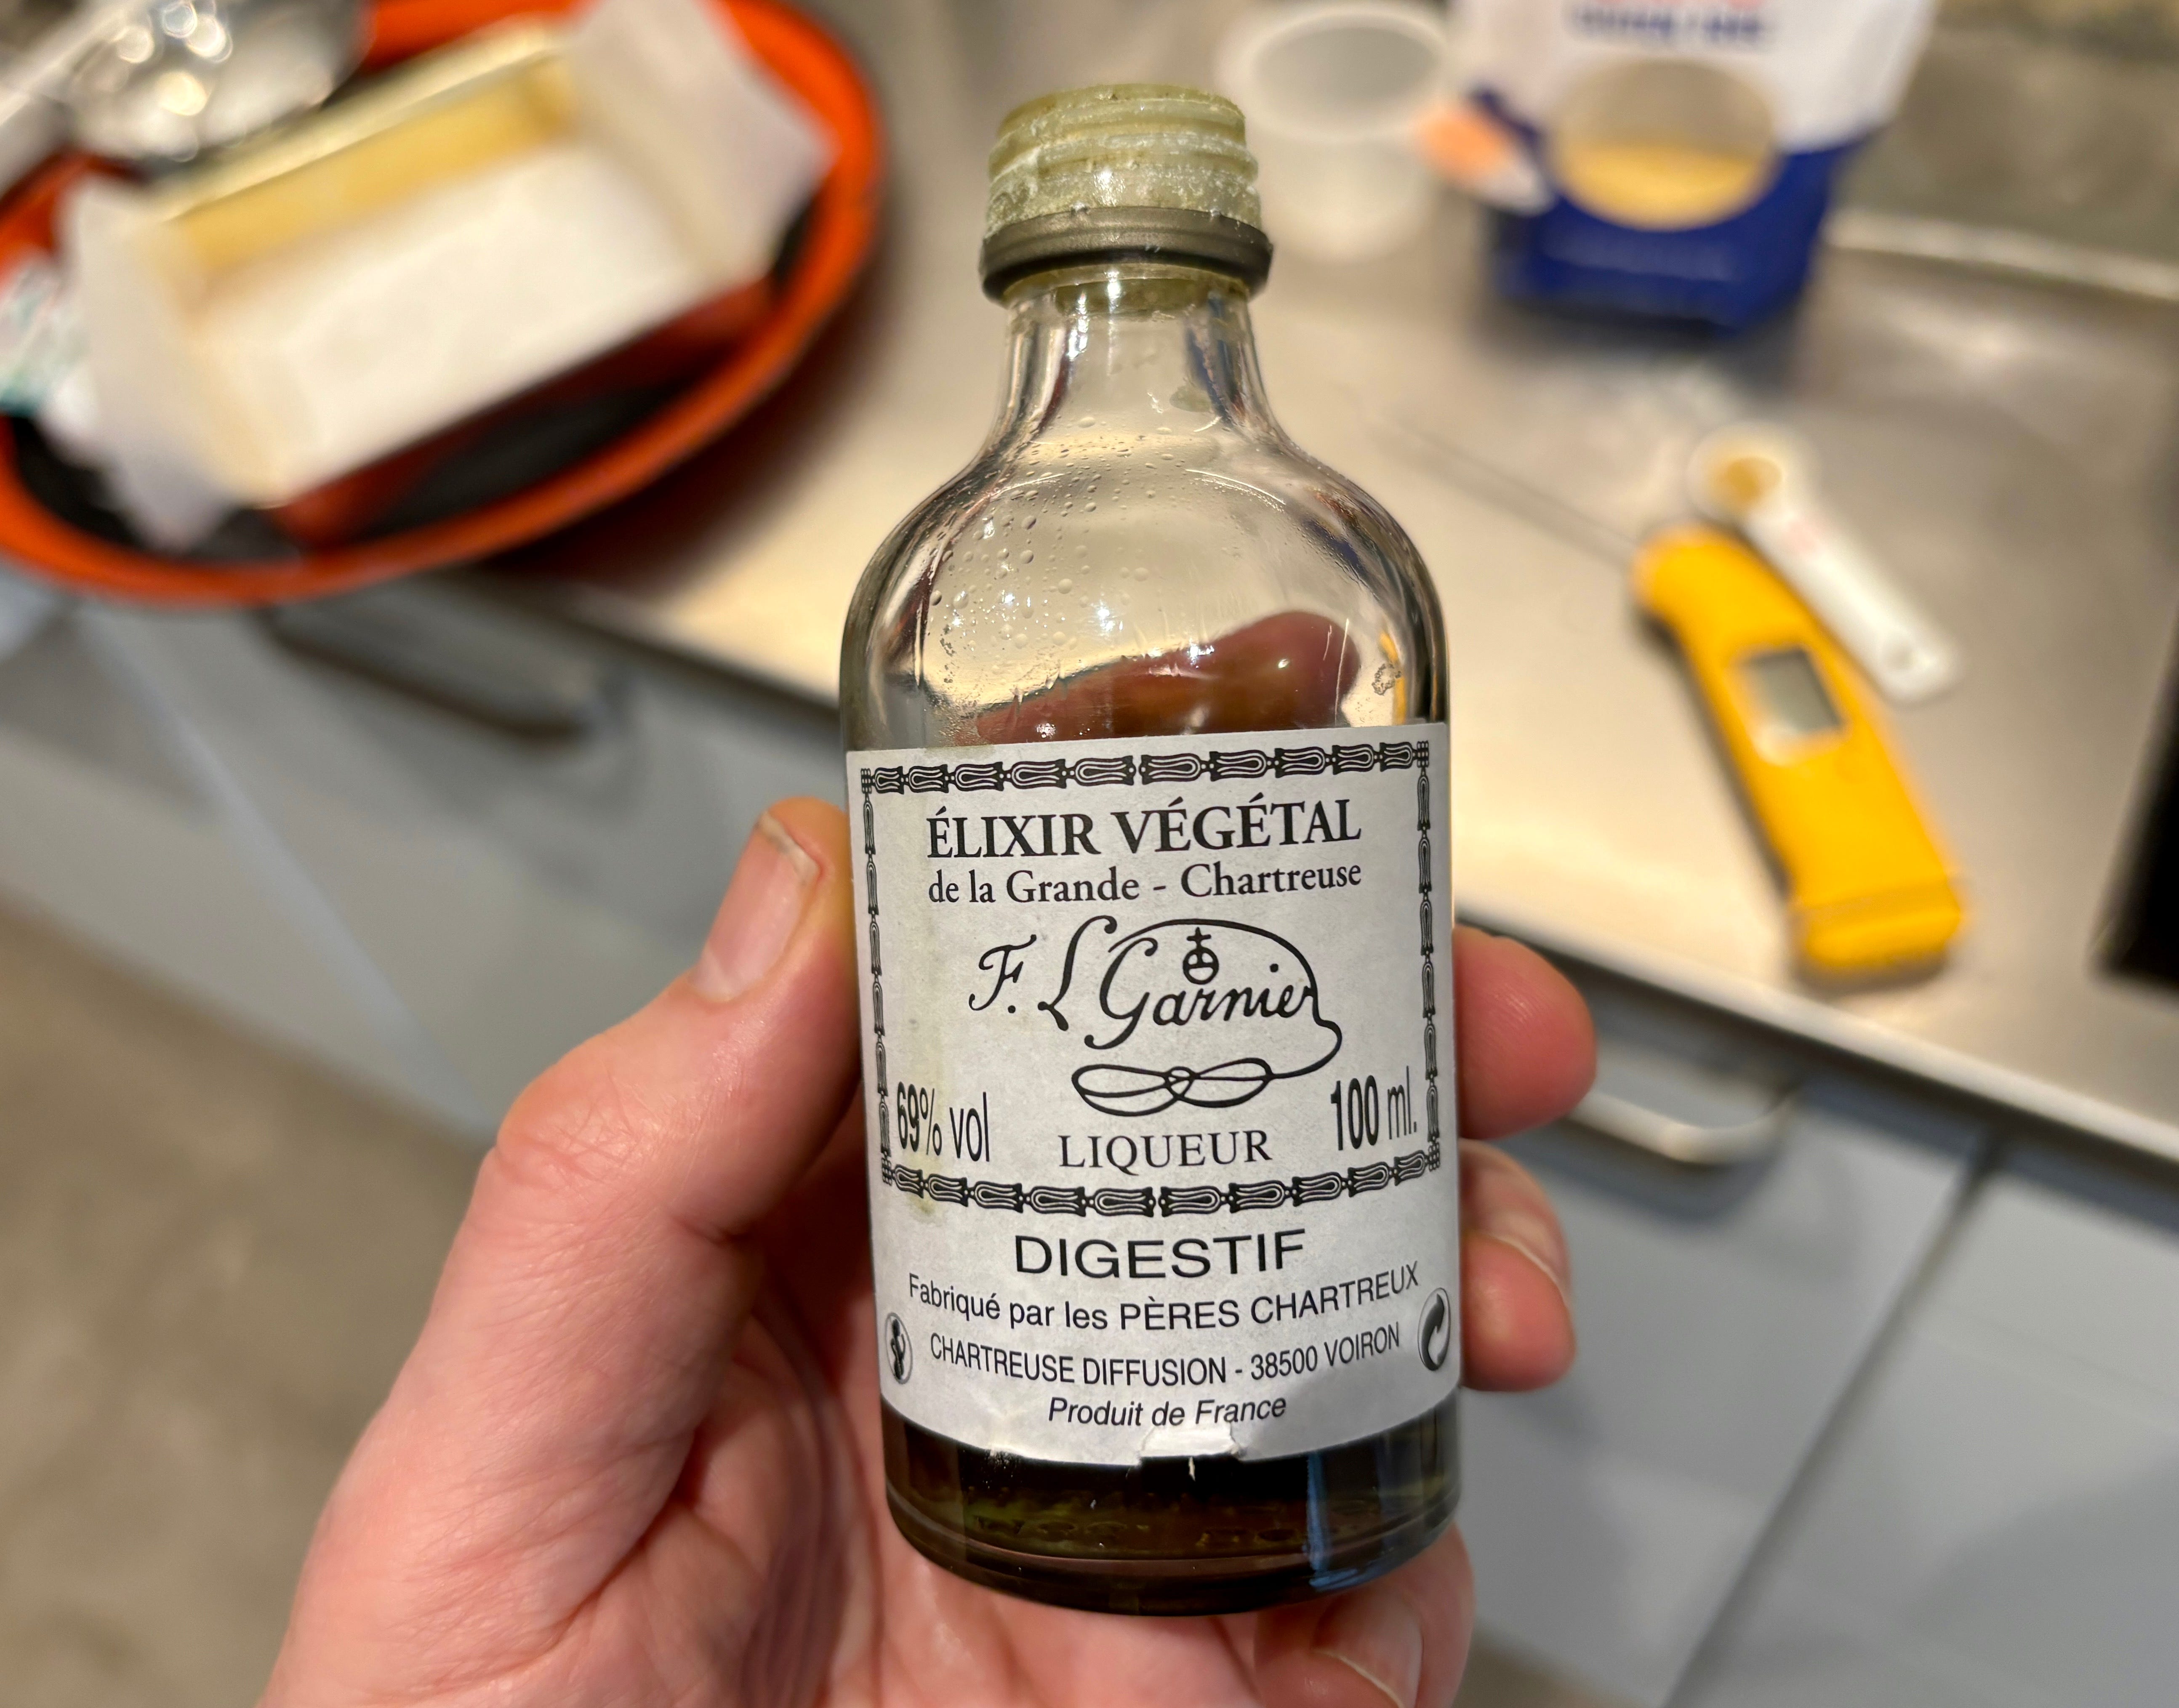 ÉLIXIR VÉGÉTAL
de la Grande - Chartreuse
F. L Garnier
69% vol
100 ml.
LIQUEUR
DIGESTIF
Fabriqué par les PÈRES CHARTREUX
CHARTREUSE DIFFUSION - 38500 VOIRON
Produit de France